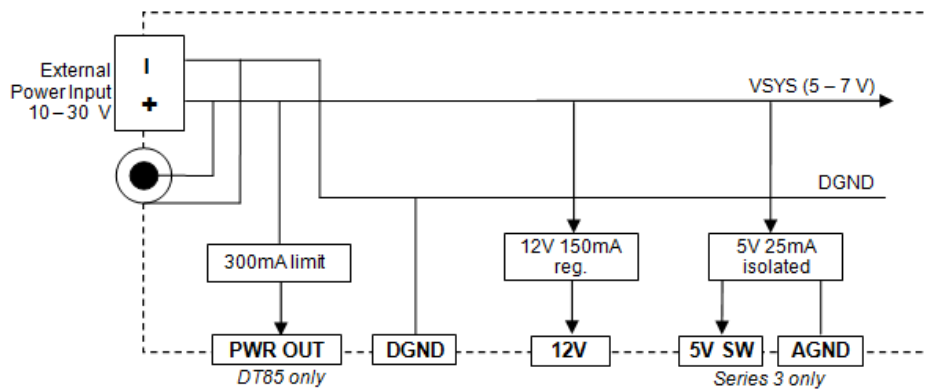 External
Power Input
10 – 30 V
I
+
VSYS (5 – 7 V)
DGND
300mA limit
12V 150mA
reg.
5V 25mA
isolated
PWR OUT
DGND
12V
5V SW
AGND
DT85 only
Series 3 only